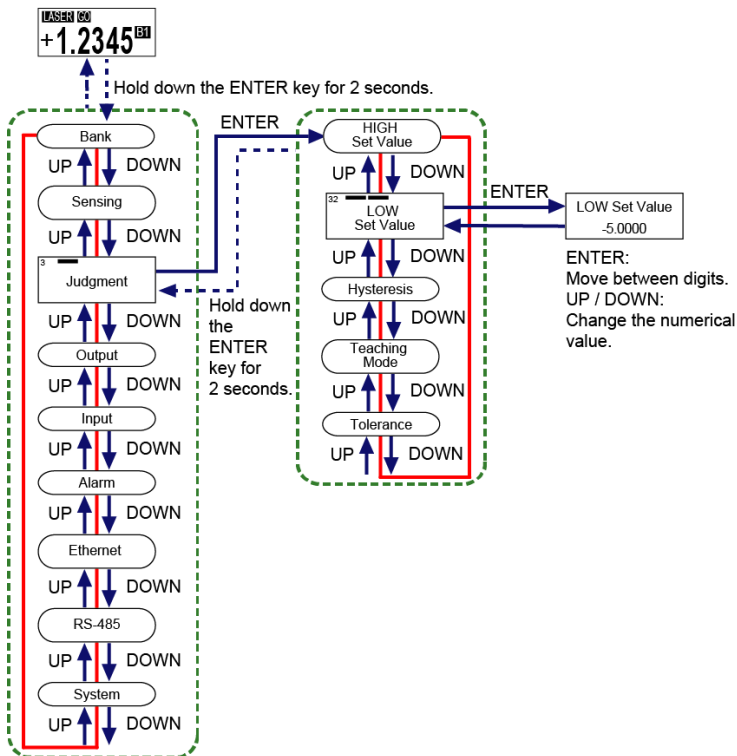 LASER GO
+1.2345 B1
Hold down the ENTER key for 2 seconds.
Bank
UP DOWN
Sensing
UP DOWN
3
Judgment
UP DOWN
Output
UP DOWN
Input
UP DOWN
Alarm
UP DOWN
Ethernet
UP DOWN
RS-485
UP DOWN
System
UP DOWN
ENTER
Hold down
the
ENTER
key for
2 seconds.
HIGH
Set Value
UP DOWN
32
LOW
Set Value
UP DOWN
Hysteresis
UP DOWN
Teaching
Mode
UP DOWN
Tolerance
UP DOWN
ENTER
LOW Set Value
-5.0000
ENTER:
Move between digits.
UP / DOWN:
Change the numerical
value.